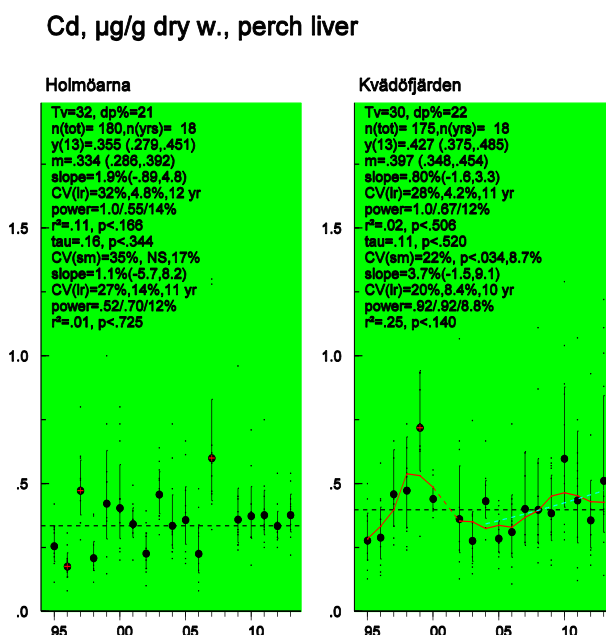 Cd, µg/g dry w., perch liver
Holmöarna
Tv=32, dp%=21
n(tot)= 180,n(yrs)= 18
y(13)=.355 (.279,.451)
m=.334 (.286,.392)
slope=1.9%(-.89,4.8)
CV(lr)=32%,4.8%,12 yr
power=1.0/.55/14%
r²=.11, p<.166
tau=.16, p<.344
CV(sm)=35%, NS,17%
slope=1.1%(-5.7,8.2)
CV(lr)=27%,14%,11 yr
power=.52/.70/12%
r²=.01, p<.725
1.5
1.0
.5
.0
95 00 05 10
Kvädöfjärden
Tv=30, dp%=22
n(tot)= 175,n(yrs)= 18
y(13)=.427 (.375,.485)
m=.397 (.348,.454)
slope=.80%(-1.6,3.3)
CV(lr)=28%,4.2%,11 yr
power=1.0/.67/12%
r²=.02, p<.506
tau=.11, p<.520
CV(sm)=22%, p<.034,8.7%
slope=3.7%(-1.5,9.1)
CV(lr)=20%,8.4%,10 yr
power=.92/.92/8.8%
r²=.25, p<.140
1.5
1.0
.5
.0
95 00 05 10